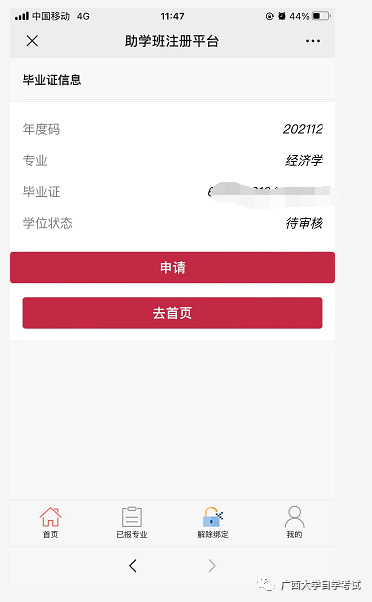 中国移动 4G 11:47 44%
助学班注册平台
毕业证信息
年度码 202112
专业 经济学
毕业证
学位状态 待审核
申请
去首页
首页 已报专业 解除绑定 我的
广西大学自学考试